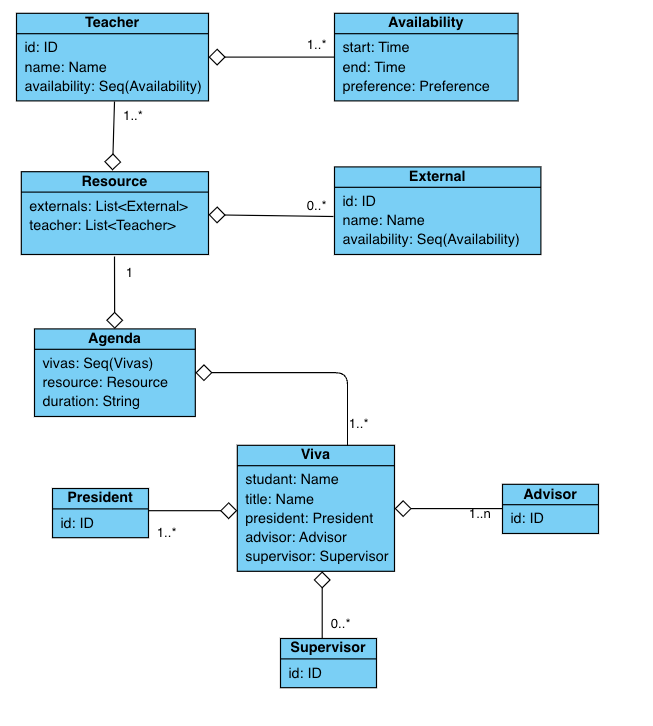 Teacher
id: ID
name: Name
availability: Seq(Availability)
1..*
Availability
start: Time
end: Time
preference: Preference
1..*
Resource
externals: List<External>
teacher: List<Teacher>
0..*
External
id: ID
name: Name
availability: Seq(Availability)
1
Agenda
vivas: Seq(Vivas)
resource: Resource
duration: String
1..*
Viva
studant: Name
title: Name
president: President
advisor: Advisor
supervisor: Supervisor
President
id: ID
1..*
Advisor
id: ID
1..n
0..*
Supervisor
id: ID